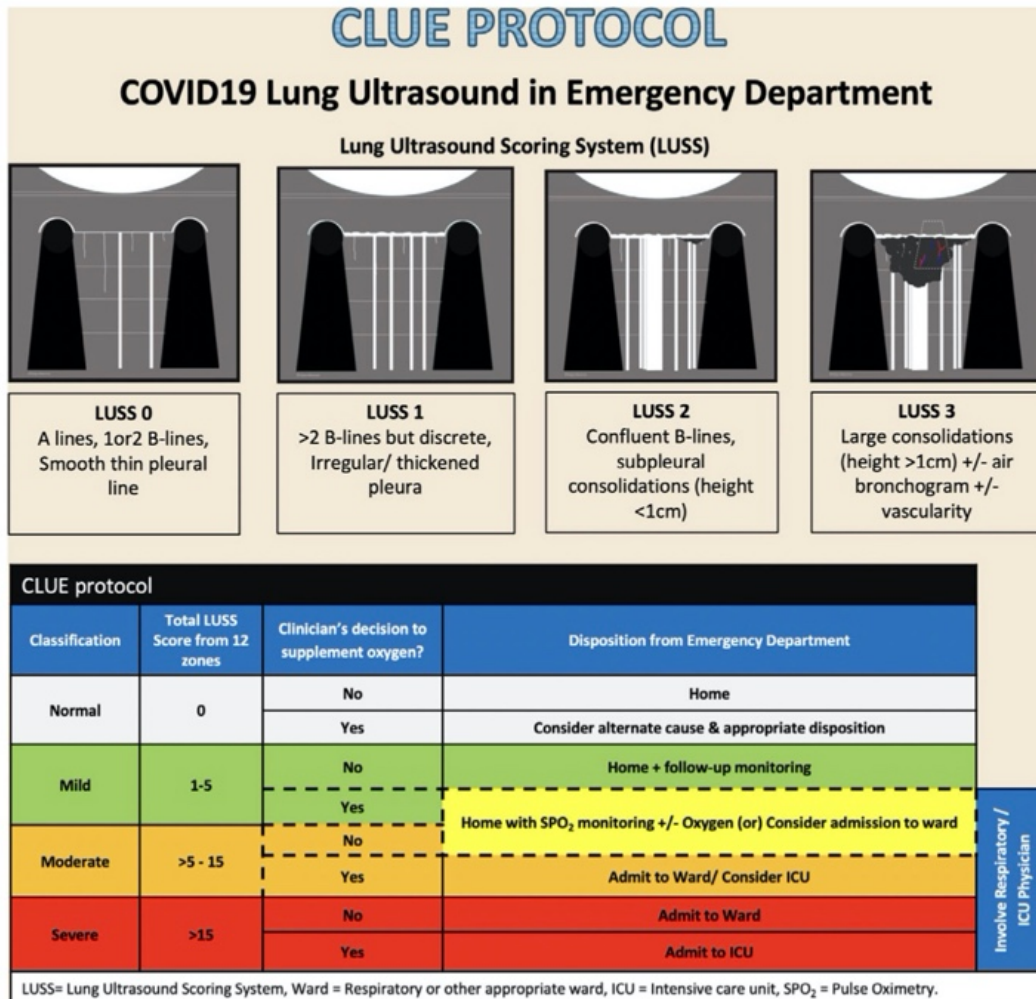 CLUE PROTOCOL
COVID19 Lung Ultrasound in Emergency Department
Lung Ultrasound Scoring System (LUSS)
LUSS 0
A lines, 1or2 B-lines,
Smooth thin pleural
line
LUSS 1
>2 B-lines but discrete,
Irregular/ thickened
pleura
LUSS 2
Confluent B-lines,
subpleural
consolidations (height
<1cm)
LUSS 3
Large consolidations
(height >1cm) +/- air
bronchogram +/-
vascularity
CLUE protocol
Classification
Total LUSS
Score from 12
zones
Clinician's decision to
supplement oxygen?
Disposition from Emergency Department
Normal
0
No
Home
Yes
Consider alternate cause & appropriate disposition
Mild
1-5
No
Home + follow-up monitoring
Yes
Home with SPO₂ monitoring +/- Oxygen (or) Consider admission to ward
Moderate
>5 - 15
No
Yes
Admit to Ward/ Consider ICU
Severe
>15
No
Admit to Ward
Yes
Admit to ICU
Involve Respiratory /
ICU Physician
LUSS= Lung Ultrasound Scoring System, Ward = Respiratory or other appropriate ward, ICU = Intensive care unit, SPO₂ = Pulse Oximetry.